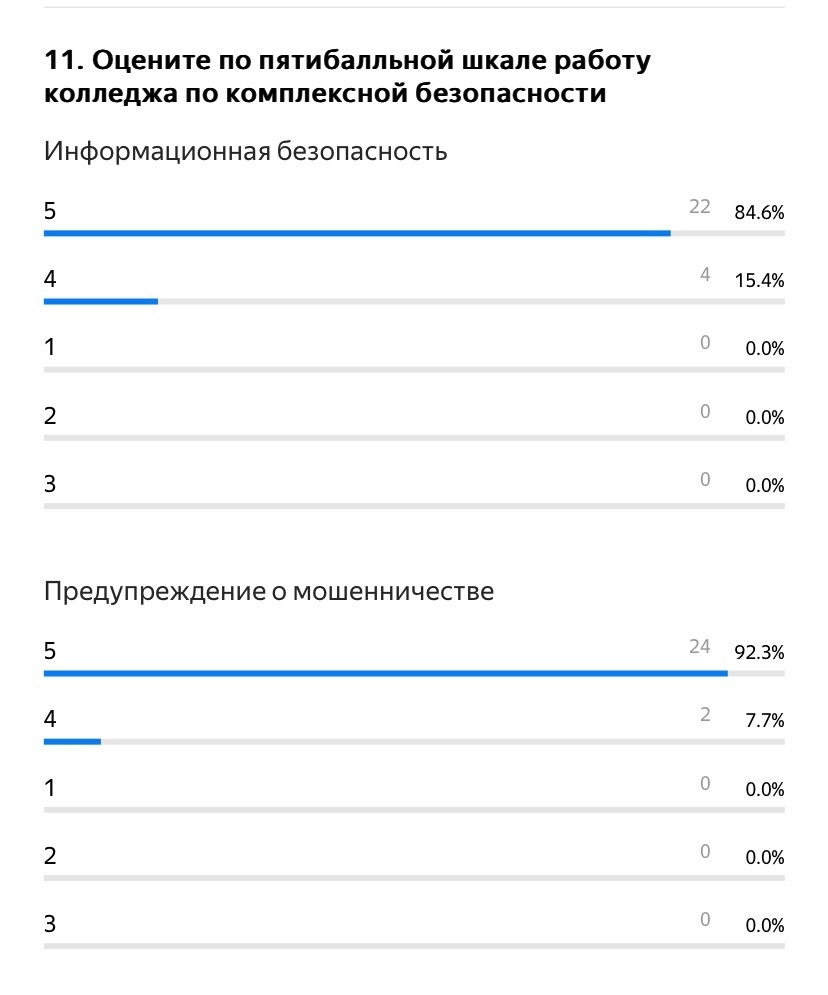 11. Оцените по пятибалльной шкале работу
колледжа по комплексной безопасности
Информационная безопасность
5 22 84.6%
4 4 15.4%
1 0 0.0%
2 0 0.0%
3 0 0.0%
Предупреждение о мошенничестве
5 24 92.3%
4 2 7.7%
1 0 0.0%
2 0 0.0%
3 0 0.0%